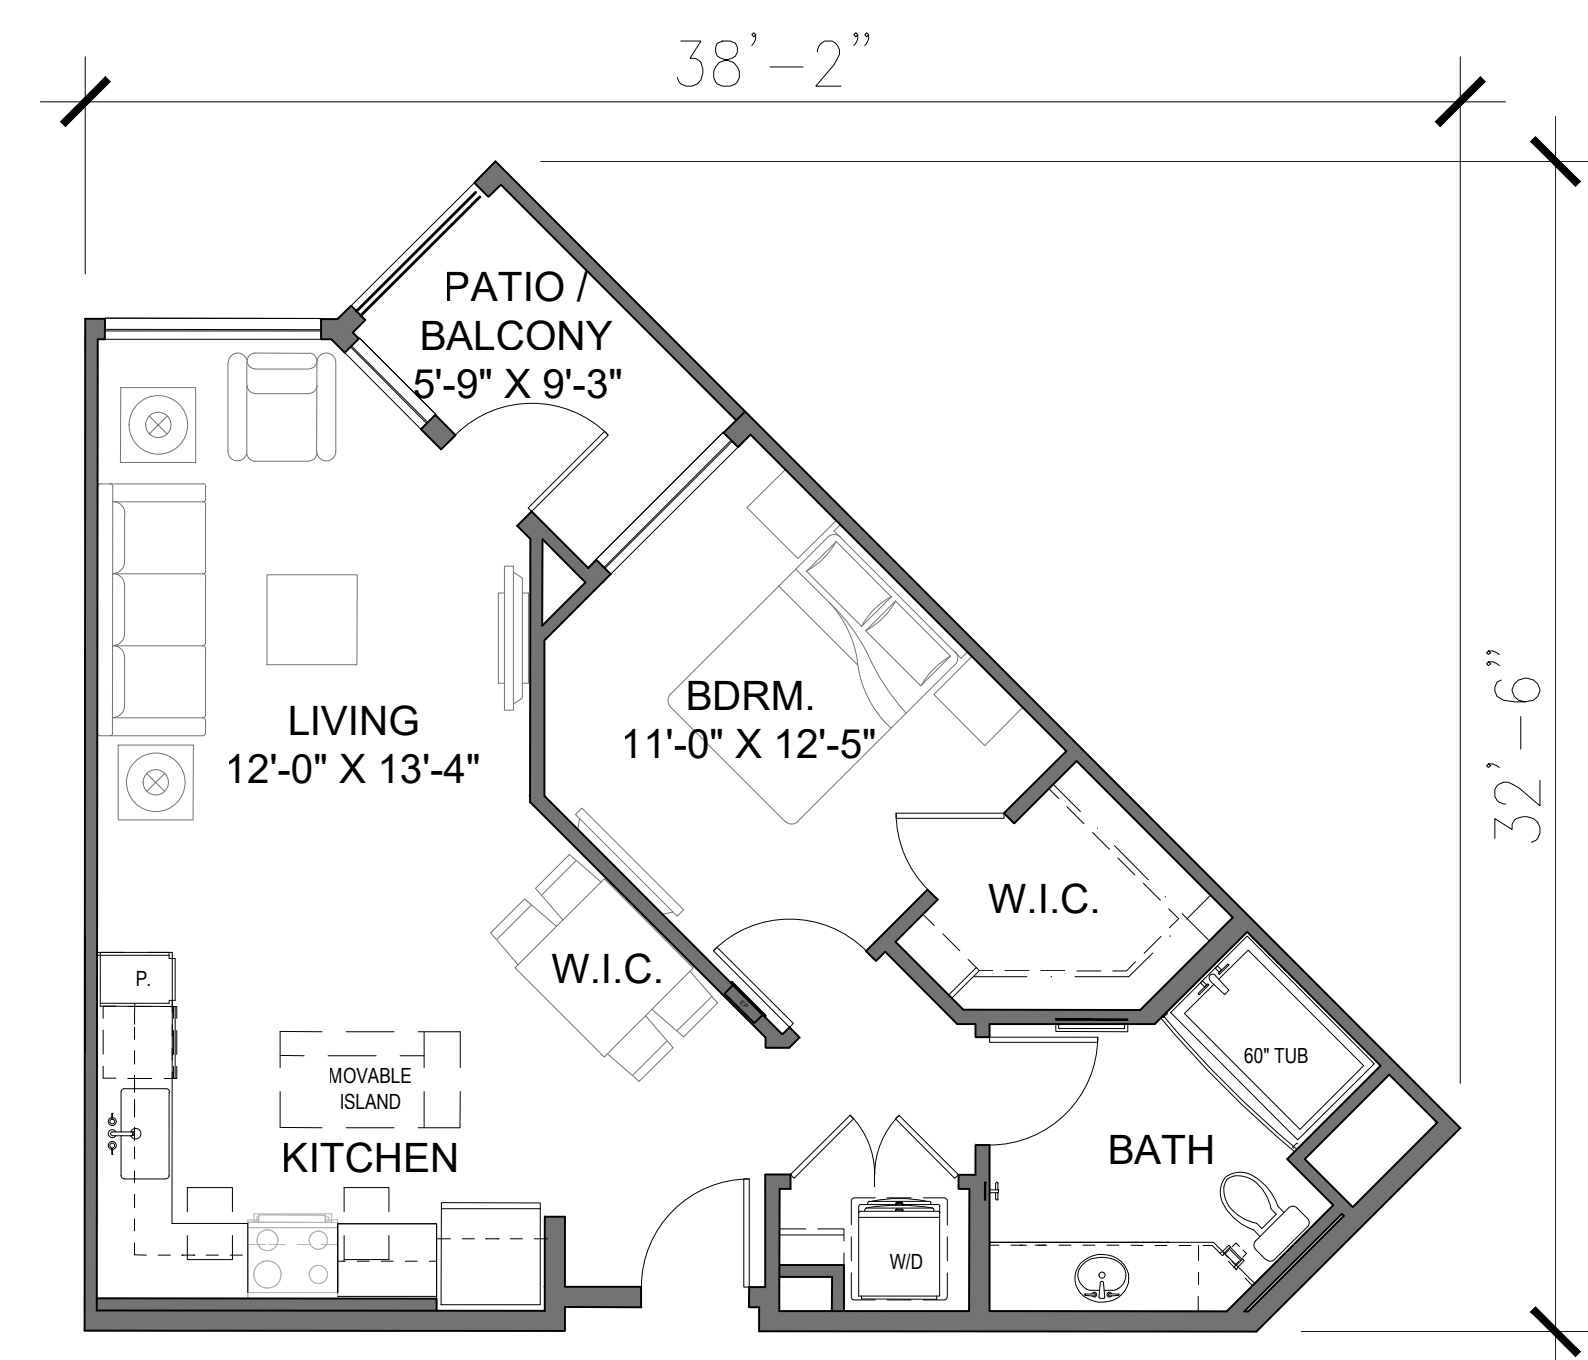 38'-2"
PATIO /
BALCONY
5'-9" X 9'-3"
32'-6"
BDRM.
11'-0" X 12'-5"
LIVING
12'-0" X 13'-4"
W.I.C.
W.I.C.
P.
EP
60" TUB
MOVABLE
ISLAND
KITCHEN
BATH
W/D